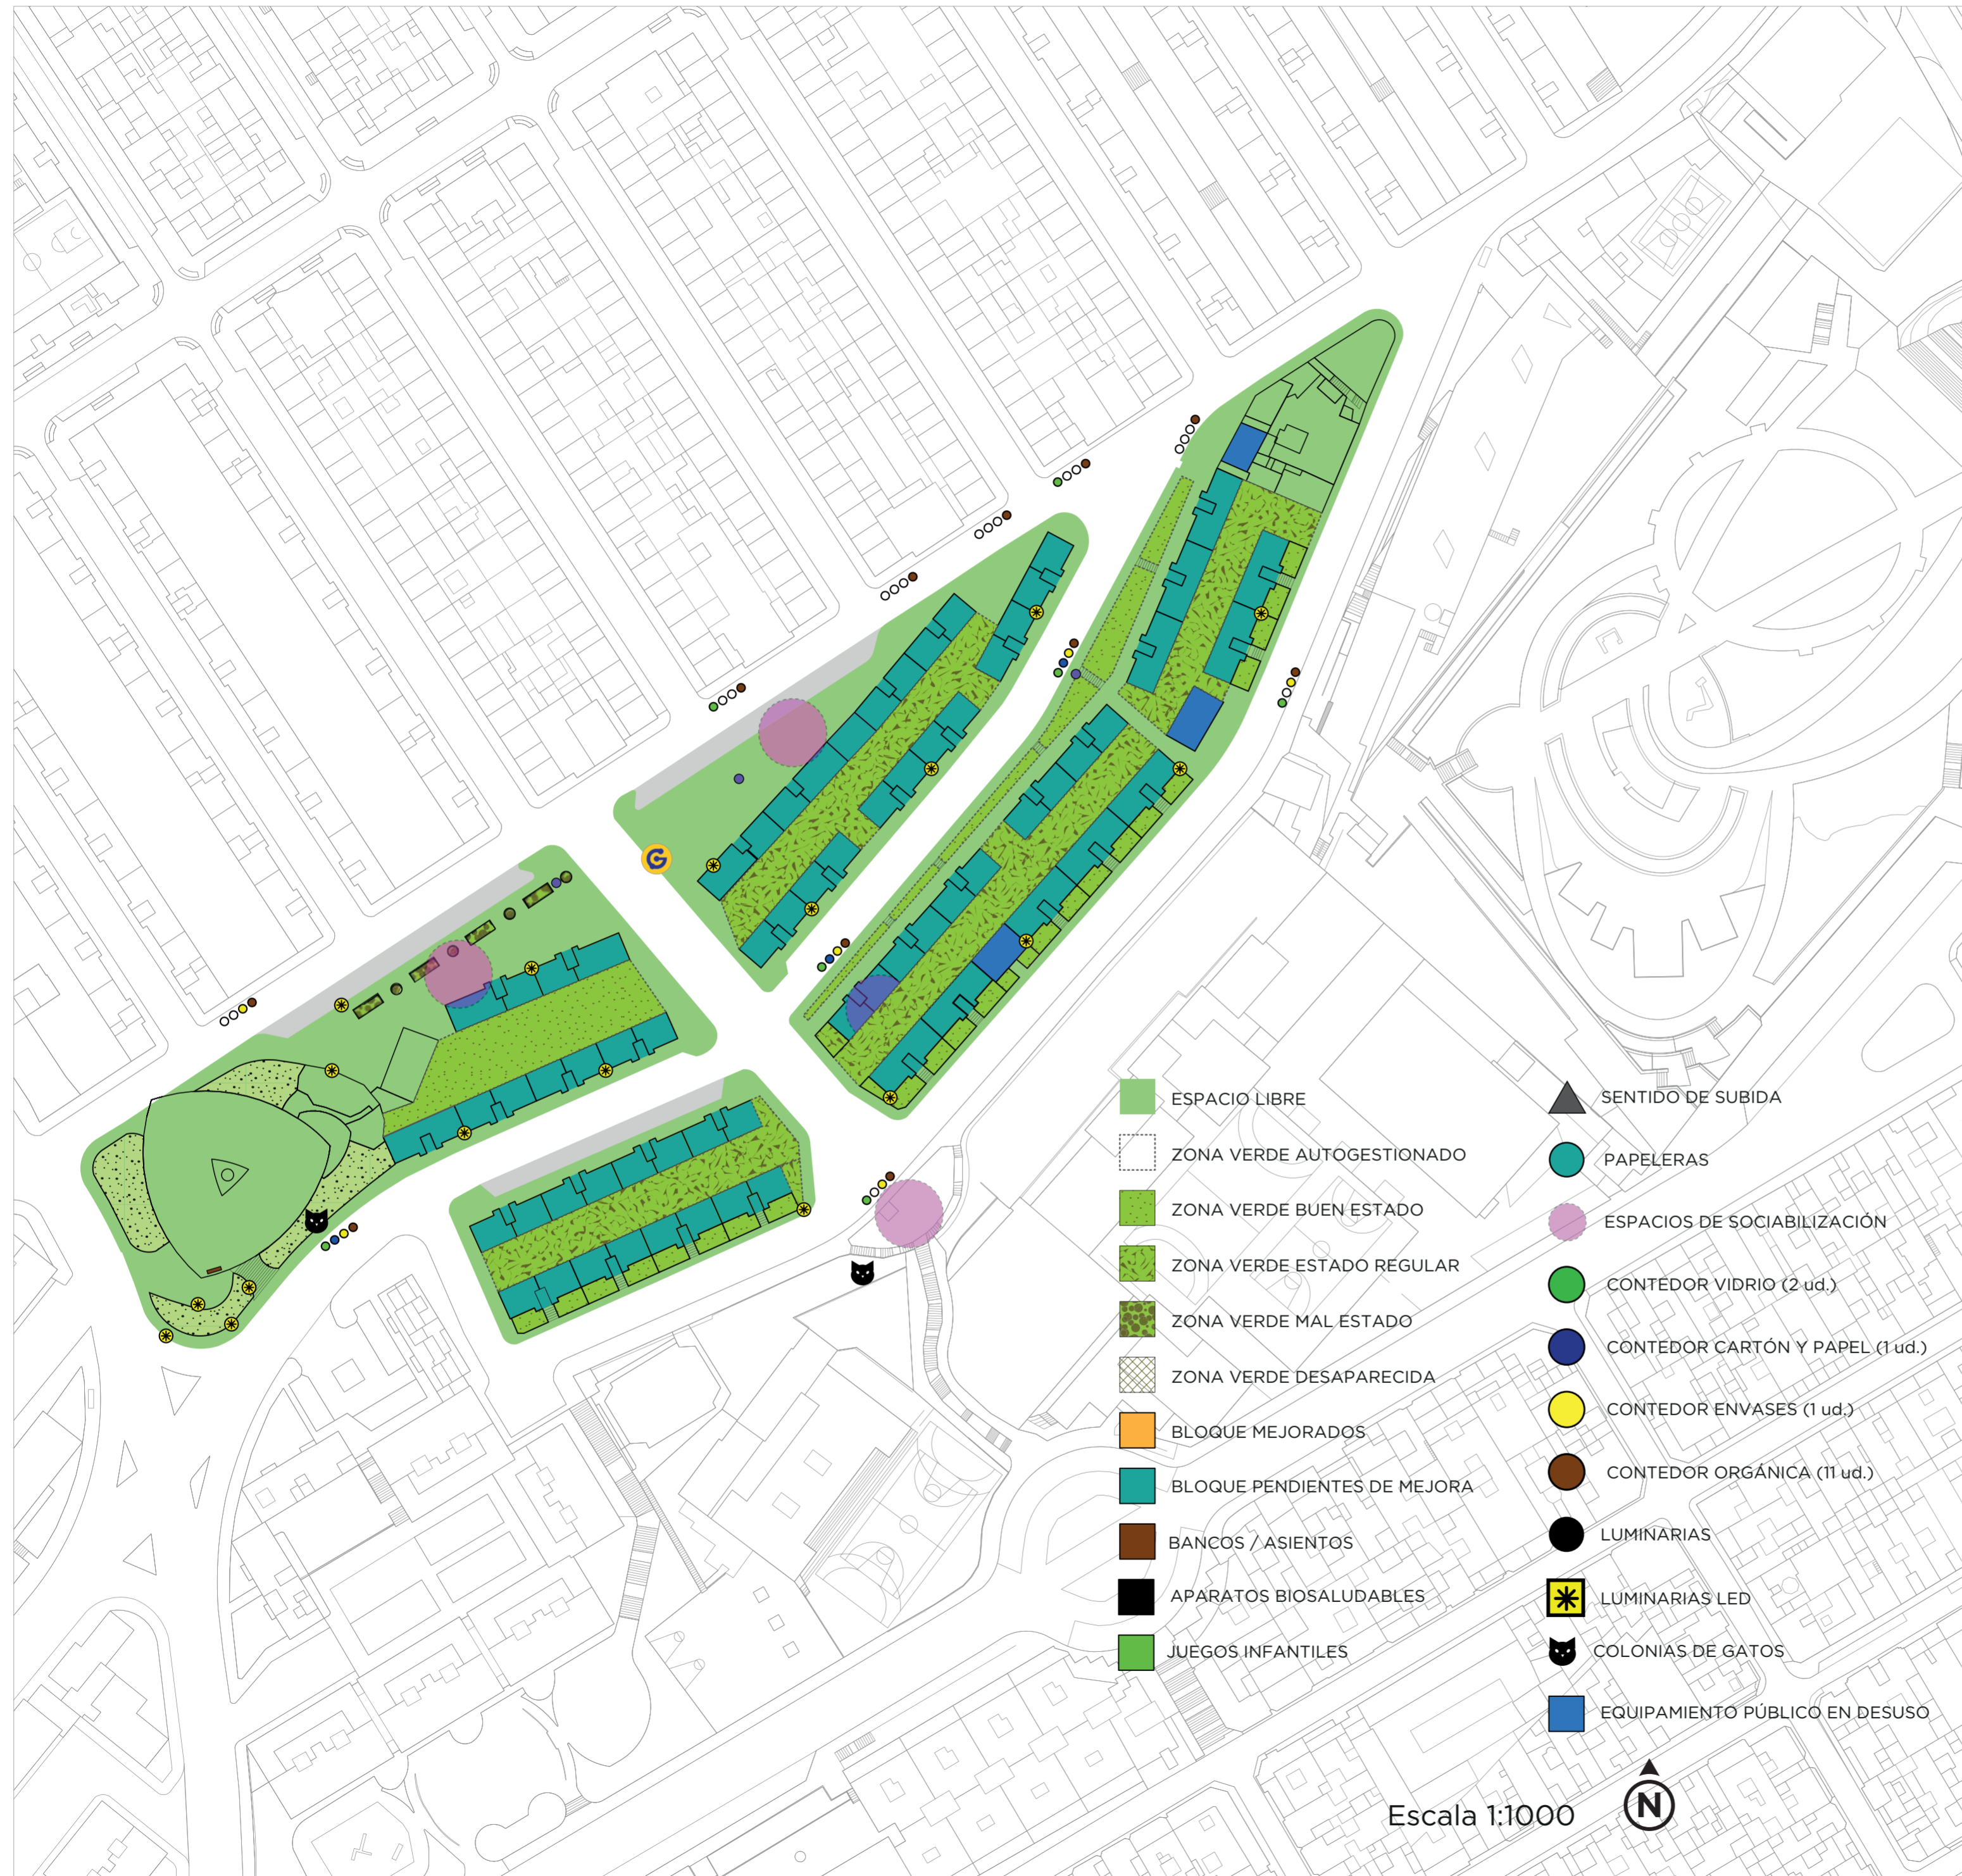 G
ESPACIO LIBRE
ZONA VERDE AUTOGESTIONADO
ZONA VERDE BUEN ESTADO
ZONA VERDE ESTADO REGULAR
ZONA VERDE MAL ESTADO
ZONA VERDE DESAPARECIDA
BLOQUE MEJORADOS
BLOQUE PENDIENTES DE MEJORA
BANCOS / ASIENTOS
APARATOS BIOSALUDABLES
JUEGOS INFANTILES
SENTIDO DE SUBIDA
PAPELERAS
ESPACIOS DE SOCIABILIZACIÓN
CONTEDOR VIDRIO (2 ud.)
CONTEDOR CARTÓN Y PAPEL (1 ud.)
CONTEDOR ENVASES (1 ud.)
CONTEDOR ORGÁNICA (11 ud.)
LUMINARIAS
LUMINARIAS LED
COLONIAS DE GATOS
EQUIPAMIENTO PÚBLICO EN DESUSO
Escala 1:1000
N